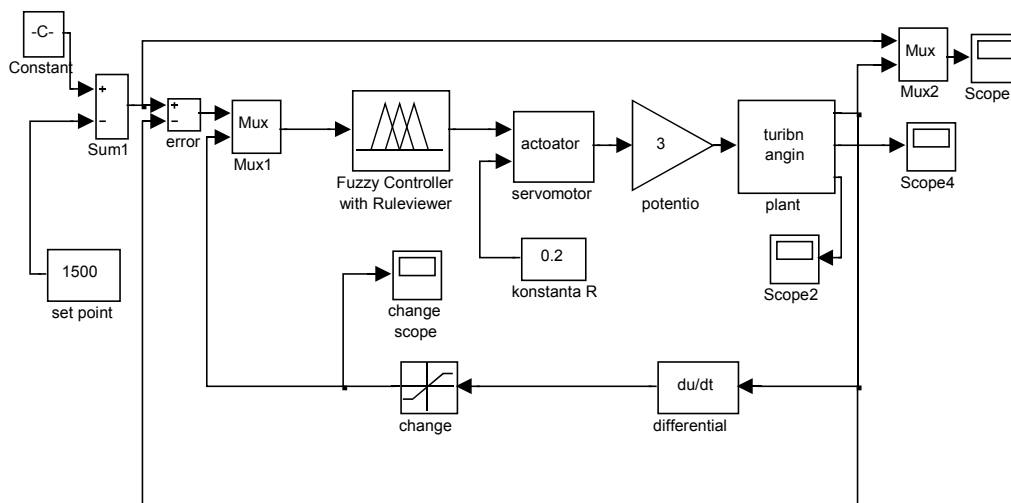 -C-
Constant
+
−
Sum1
+
−
error
Mux
Mux1
Fuzzy Controller
with Ruleviewer
actoator
servomotor
3
potentio
turibn
angin
plant
Mux
Mux2
Scope
Scope4
Scope2
1500
set point
0.2
konstanta R
change
scope
change
du/dt
differential